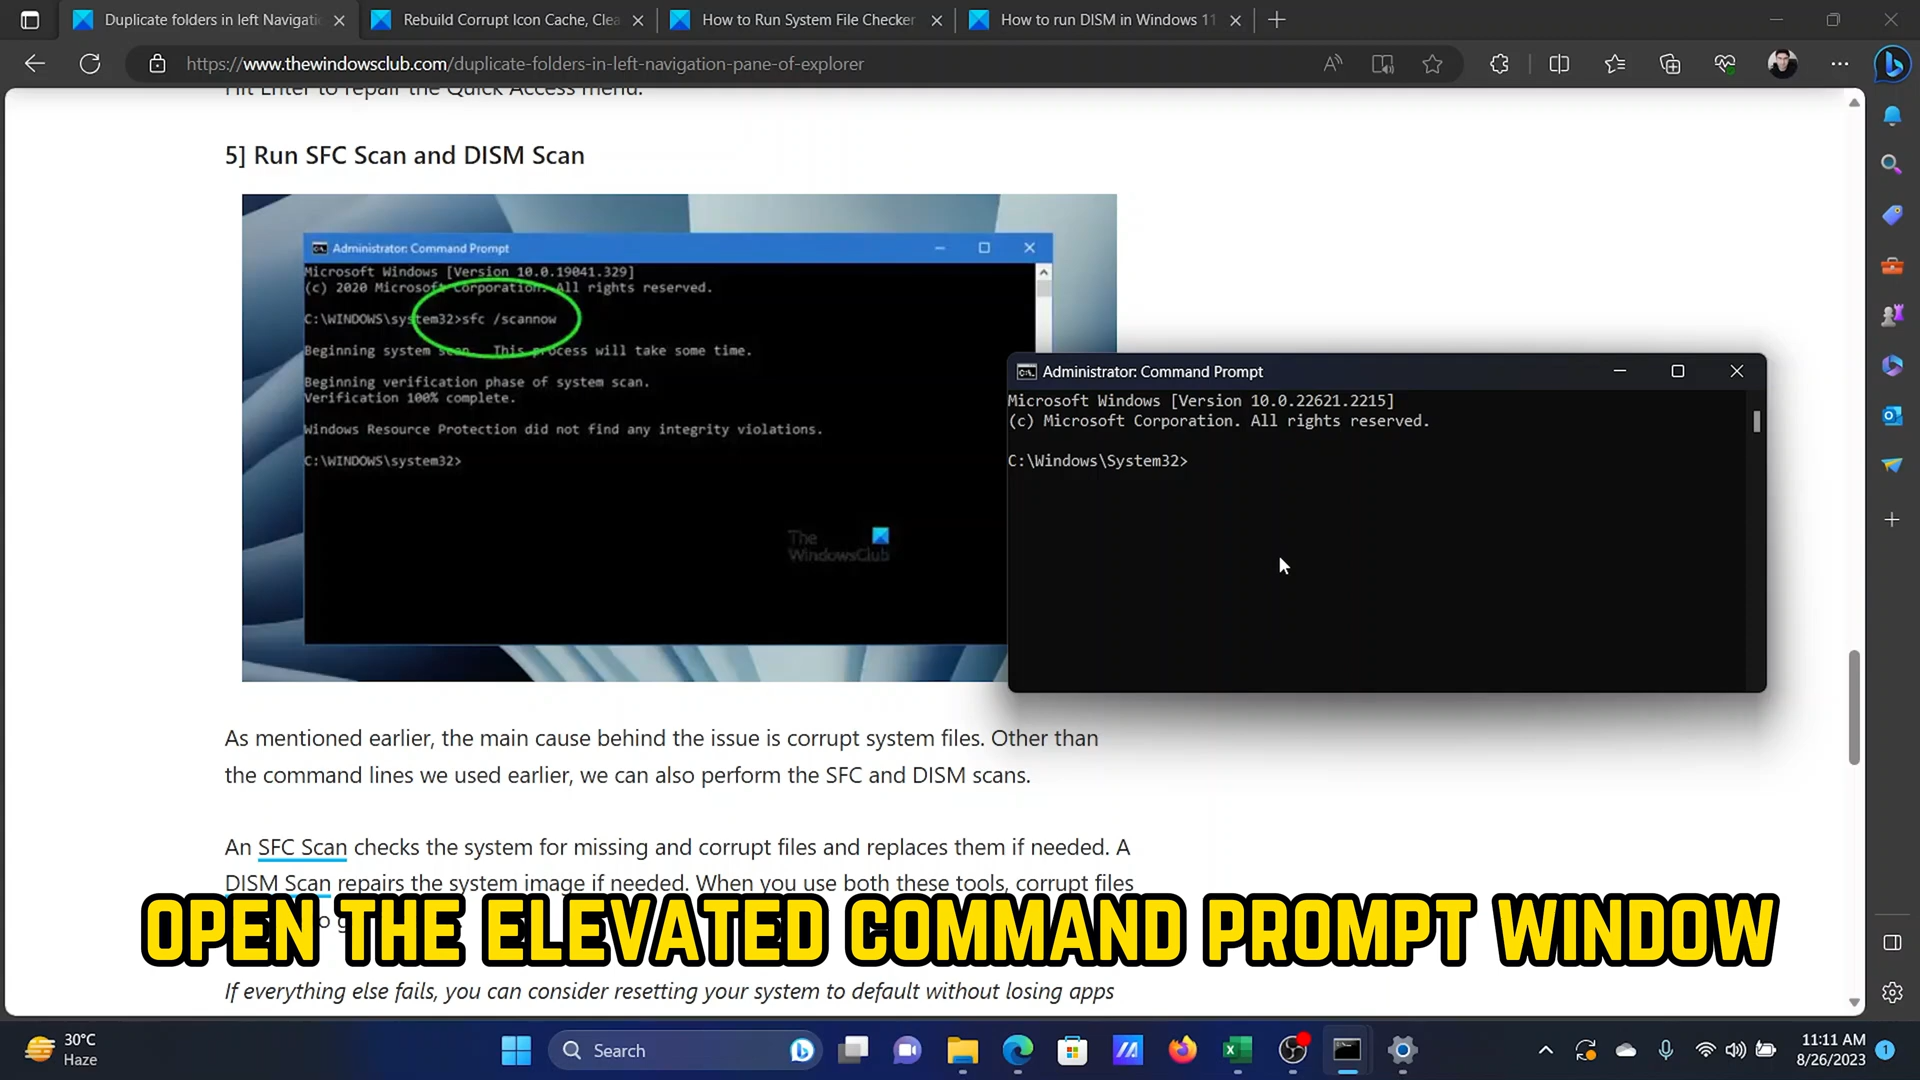 Duplicate folders in left Navigatio
Rebuild Corrupt Icon Cache, Clea
How to Run System File Checker
How to run DISM in Windows 11
https://www.thewindowsclub.com/duplicate-folders-in-left-navigation-pane-of-explorer
Hit Enter to repair the Quick Access menu.
5] Run SFC Scan and DISM Scan
Administrator: Command Prompt
Microsoft Windows [Version 10.0.19041.329]
(c) 2020 Microsoft Corporation. All rights reserved.
C:\WINDOWS\system32>sfc /scannow
Beginning system scan. This process will take some time.
Beginning verification phase of system scan.
Verification 100% complete.
Windows Resource Protection did not find any integrity violations.
C:\WINDOWS\system32>
The
WindowsClub
Administrator: Command Prompt
Microsoft Windows [Version 10.0.22621.2215]
(c) Microsoft Corporation. All rights reserved.
C:\Windows\System32>
As mentioned earlier, the main cause behind the issue is corrupt system files. Other than
the command lines we used earlier, we can also perform the SFC and DISM scans.
An SFC Scan checks the system for missing and corrupt files and replaces them if needed. A
DISM Scan repairs the system image if needed. When you use both these tools, corrupt files
OPEN THE ELEVATED COMMAND PROMPT WINDOW
If everything else fails, you can consider resetting your system to default without losing apps
30°C
Haze
Search
11:11 AM
8/26/2023
1